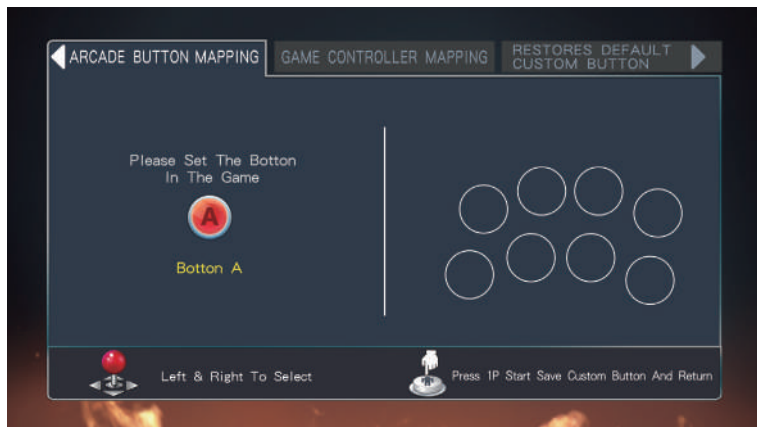 ARCADE BUTTON MAPPING
GAME CONTROLLER MAPPING
RESTORES DEFAULT
CUSTOM BUTTON
Please Set The Botton
In The Game
A
Botton A
Left & Right To Select
Press 1P Start Save Custom Button And Return